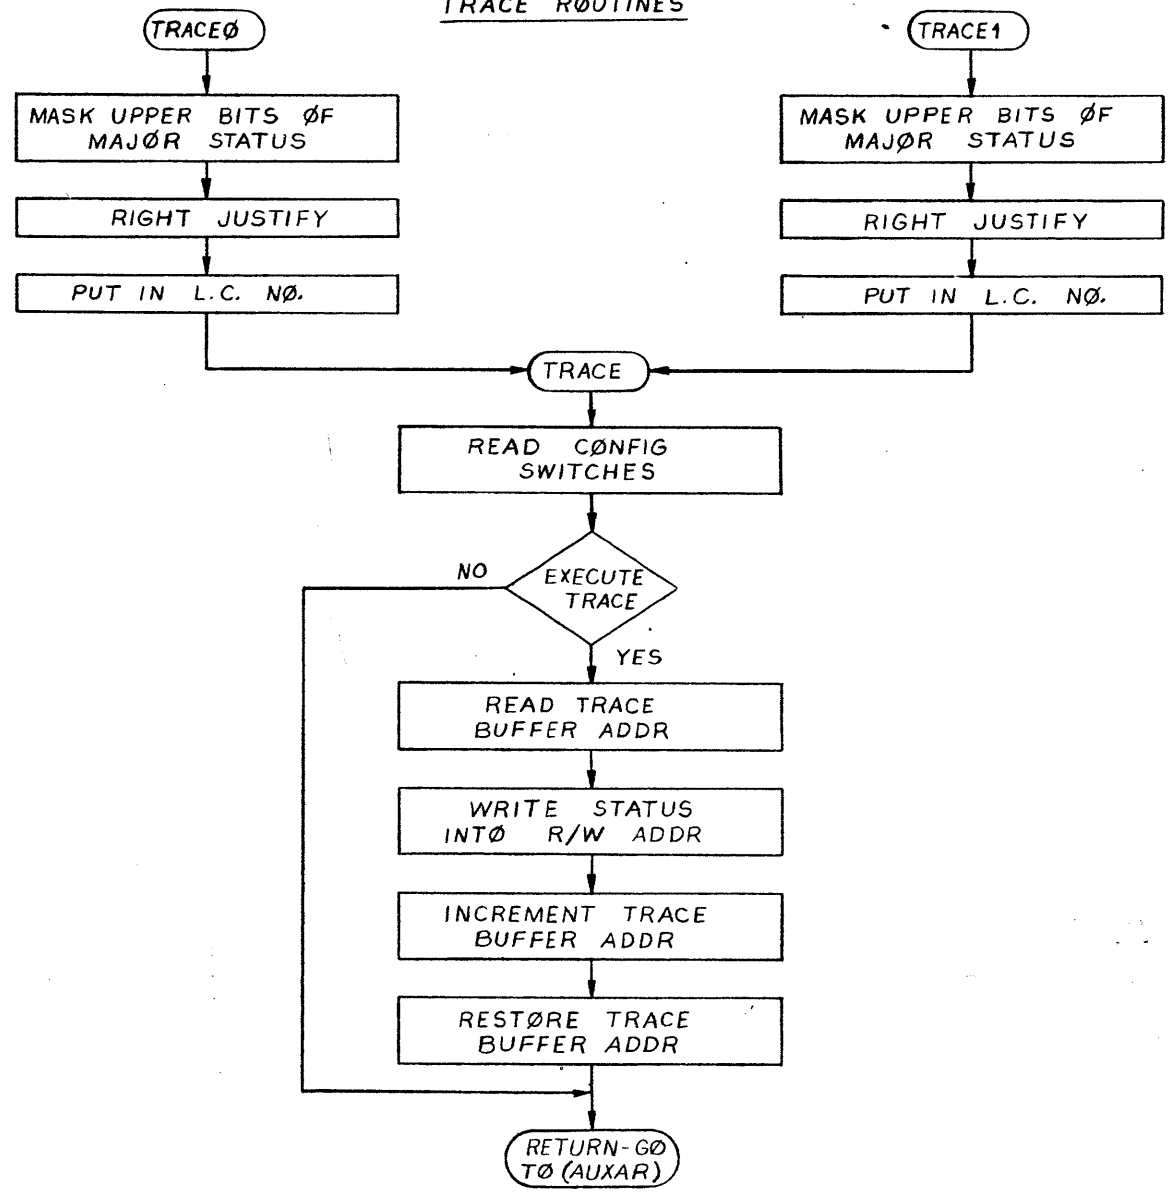 TRACE RØUTINES
TRACEØ
MASK UPPER BITS ØF
MAJØR STATUS
RIGHT JUSTIFY
PUT IN L.C. NØ.
TRACE1
MASK UPPER BITS ØF
MAJØR STATUS
RIGHT JUSTIFY
PUT IN L.C. NØ.
TRACE
READ CØNFIG
SWITCHES
EXECUTE
TRACE
NO
YES
READ TRACE
BUFFER ADDR
WRITE STATUS
INTØ R/W ADDR
INCREMENT TRACE
BUFFER ADDR
RESTØRE TRACE
BUFFER ADDR
RETURN-GØ
TØ (AUXAR)